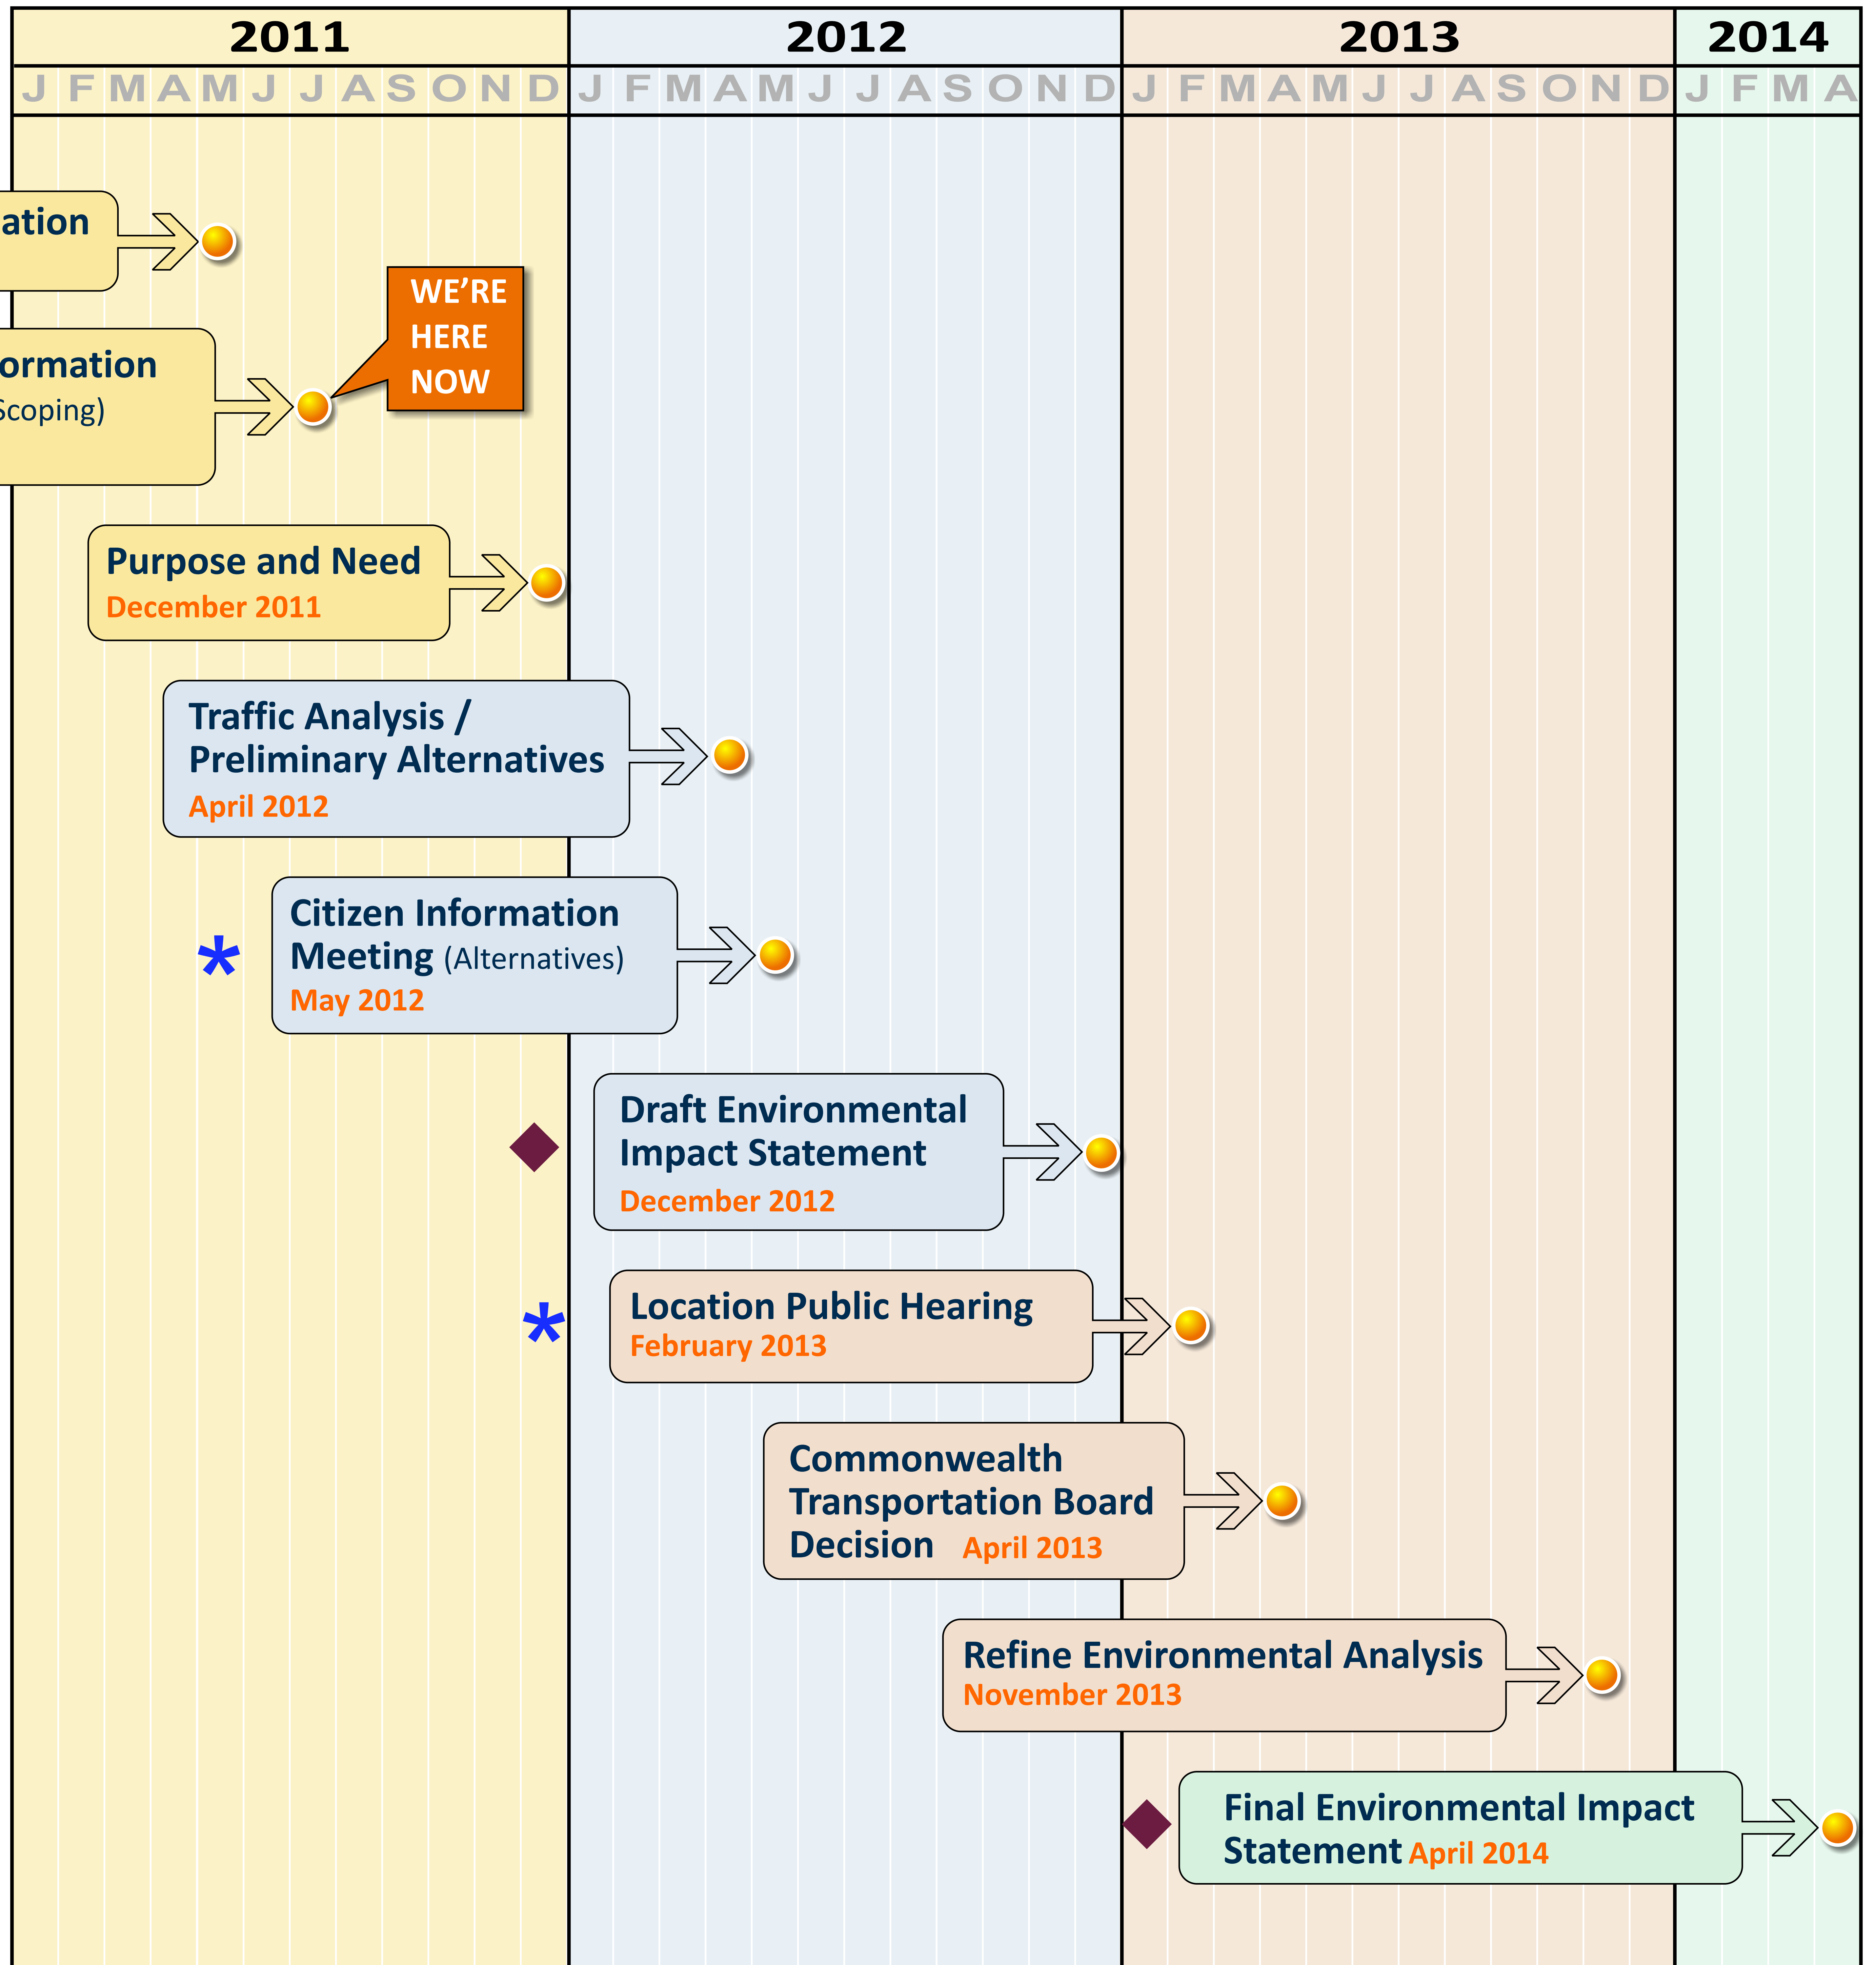 2011 2012 2013 2014
J F M A M J J A S O N D J F M A M J J A S O N D J F M A M J J A S O N D J F M A
ation
WE'RE
HERE
NOW
ormation
Scoping)
Purpose and Need
December 2011
Traffic Analysis /
Preliminary Alternatives
April 2012
Citizen Information
* Meeting (Alternatives)
May 2012
Draft Environmental
Impact Statement
December 2012
* Location Public Hearing
February 2013
Commonwealth
Transportation Board
Decision April 2013
Refine Environmental Analysis
November 2013
Final Environmental Impact
Statement April 2014